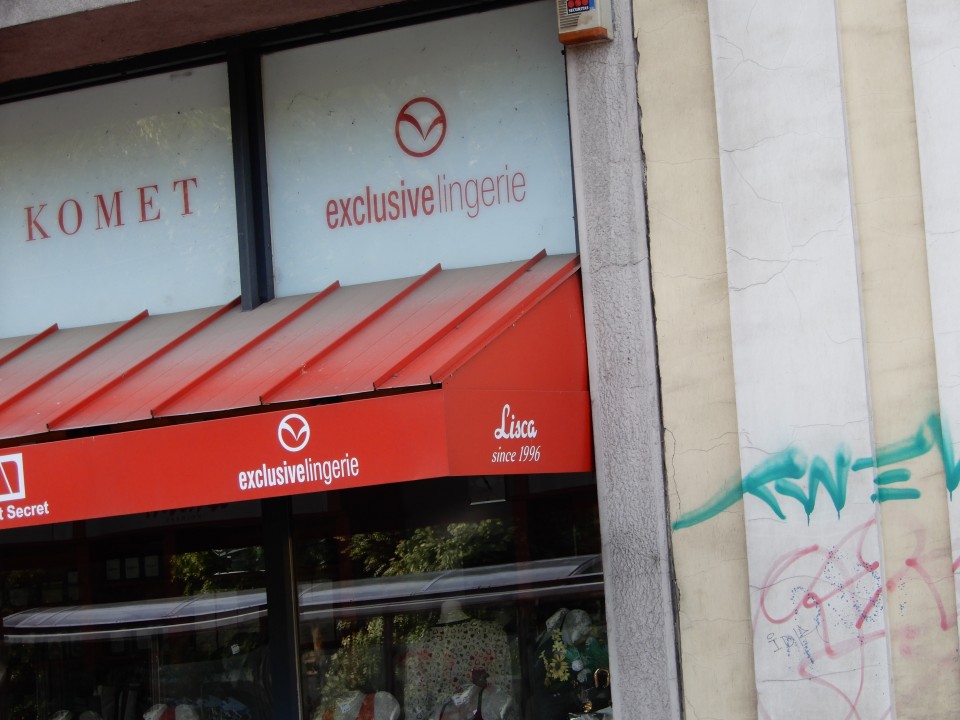 KOMET
exclusivelingerie
exclusivelingerie
Lisca
since 1996
t Secret